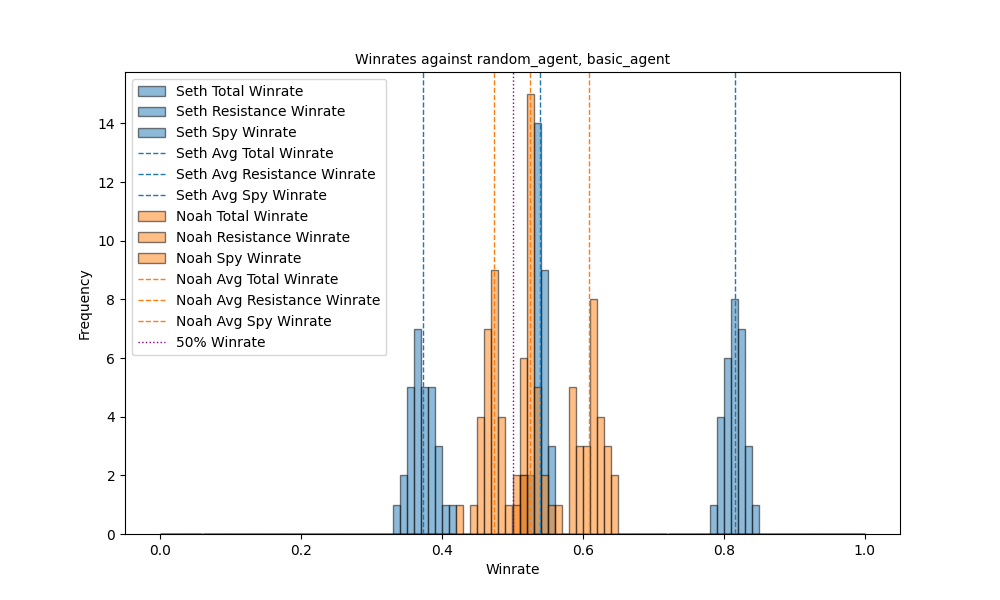 Winrates against random_agent, basic_agent
Seth Total Winrate
Seth Resistance Winrate
Seth Spy Winrate
Seth Avg Total Winrate
Seth Avg Resistance Winrate
Seth Avg Spy Winrate
Noah Total Winrate
Noah Resistance Winrate
Noah Spy Winrate
Noah Avg Total Winrate
Noah Avg Resistance Winrate
Noah Avg Spy Winrate
50% Winrate
Frequency
14
12
10
8
6
4
2
0
0.0 0.2 0.4 0.6 0.8 1.0
Winrate